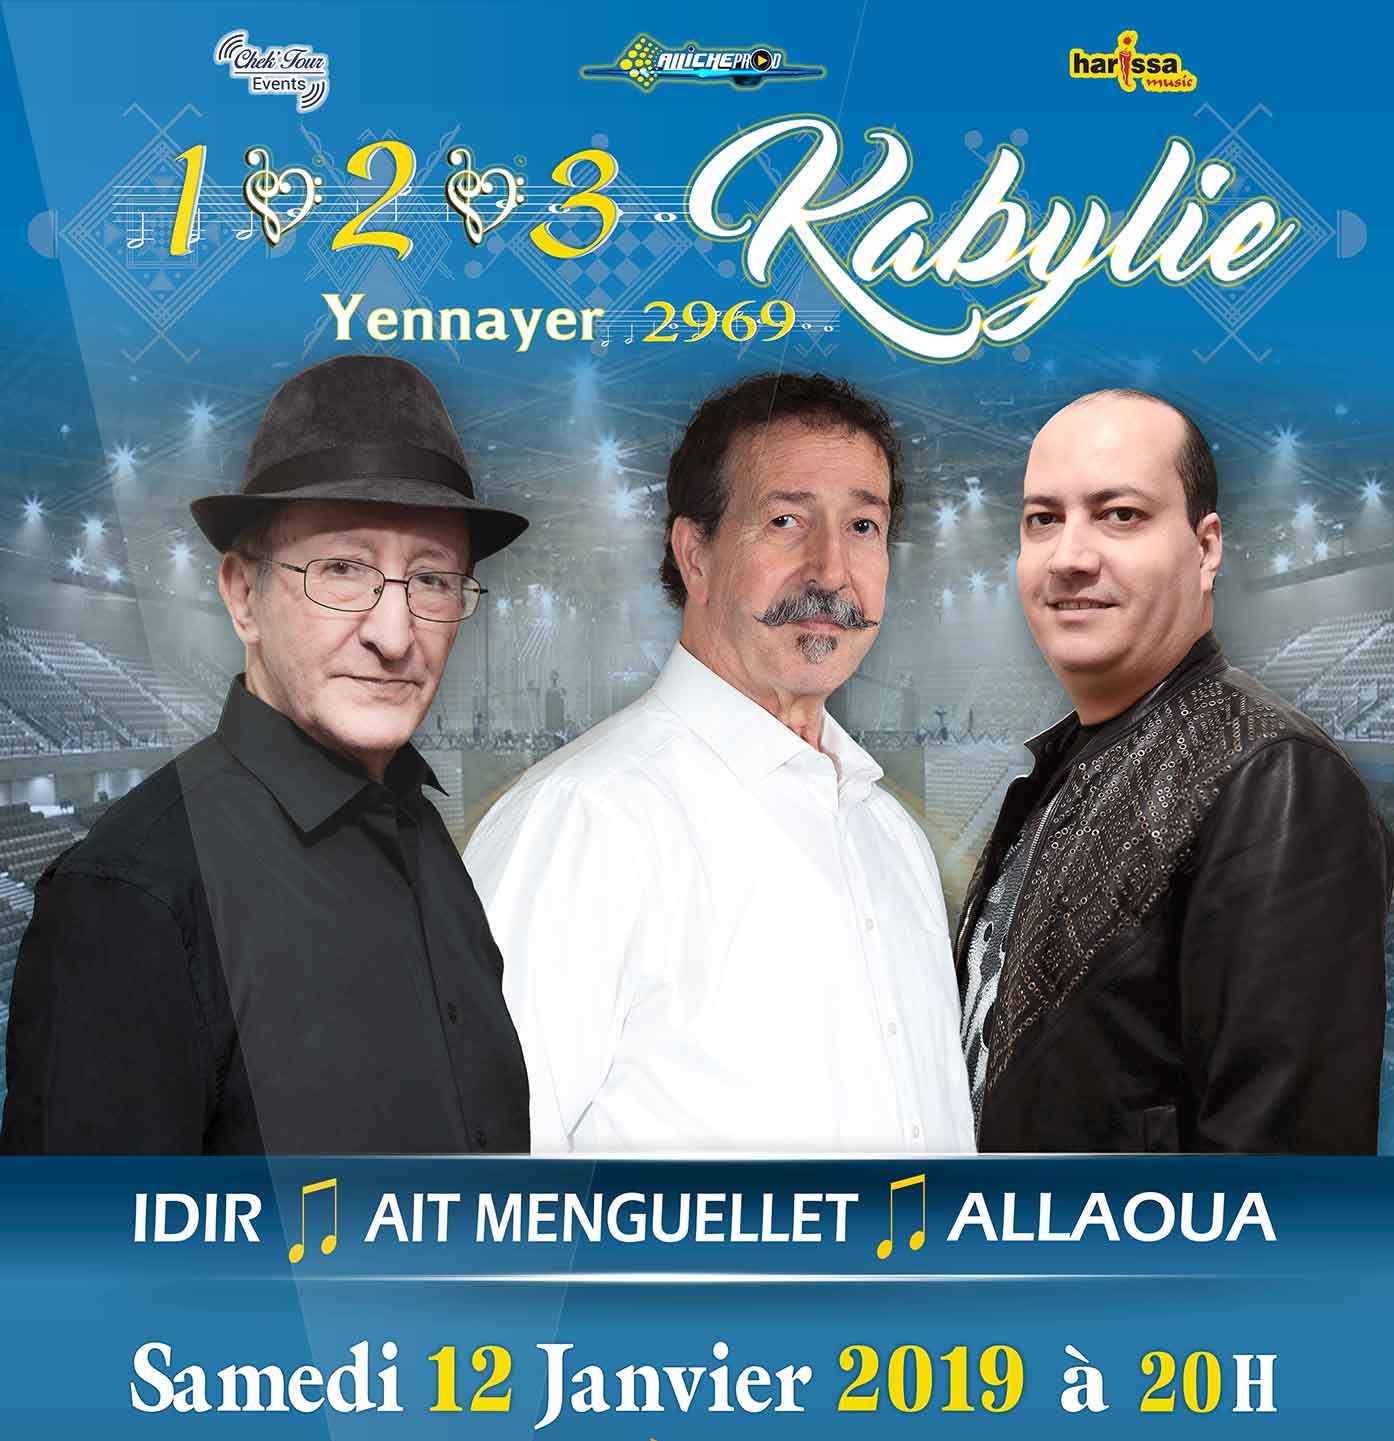 Chek'Tour
Events
AllICHEPROD
harissa
music
1 2 3 Kabylie
Yennayer 2969
IDIR AIT MENGUELLET ALLAOUA
Samedi 12 Janvier 2019 à 20H